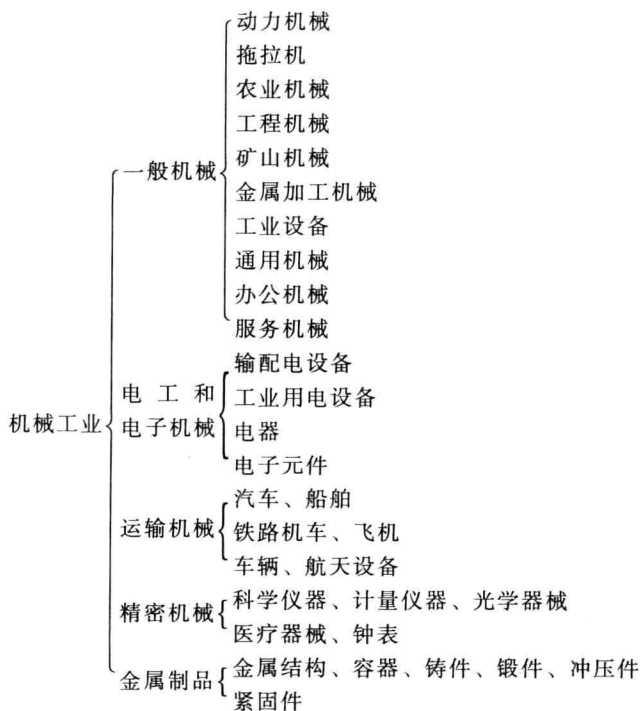 动力机械
拖拉机
农业机械
工程机械
矿山机械
一般机械
金属加工机械
工业设备
通用机械
办公机械
服务机械
输配电设备
电工和
工业用电设备
机械工业
电子机械
电器
电子元件
汽车、船舶
运输机械
铁路机车、飞机
车辆、航天设备
精密机械
科学仪器、计量仪器、光学器械
医疗器械、钟表
金属制品
金属结构、容器、铸件、锻件、冲压件
紧固件